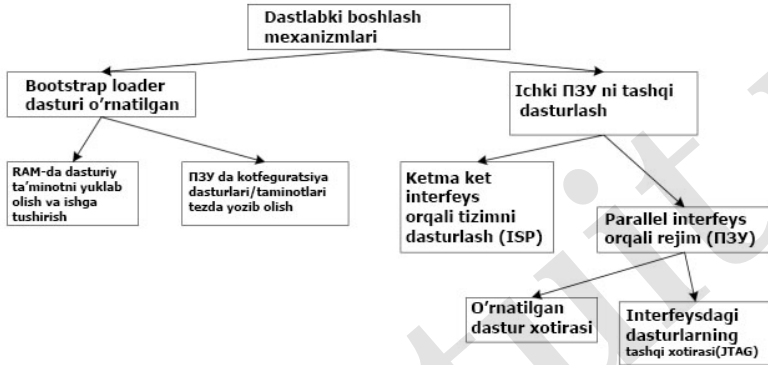 Dastlabki boshlash
mexanizmlari
Bootstrap loader
dasturi o’rnatilgan
Ichki ПЗУ ni tashqi
dasturlash
RAM-da dasturiy
ta’minotni yuklab
olish va ishga
tushirish
ПЗУ da kotfeguratsiya
dasturlari/taminotlari
tezda yozib olish
Ketma ket
interfeys
orqali tizimni
dasturlash (ISP)
Parallel interfeys
orqali rejim (ПЗУ)
O’rnatilgan
dastur xotirasi
Interfeysdagi
dasturlarning
tashqi xotirasi(JTAG)